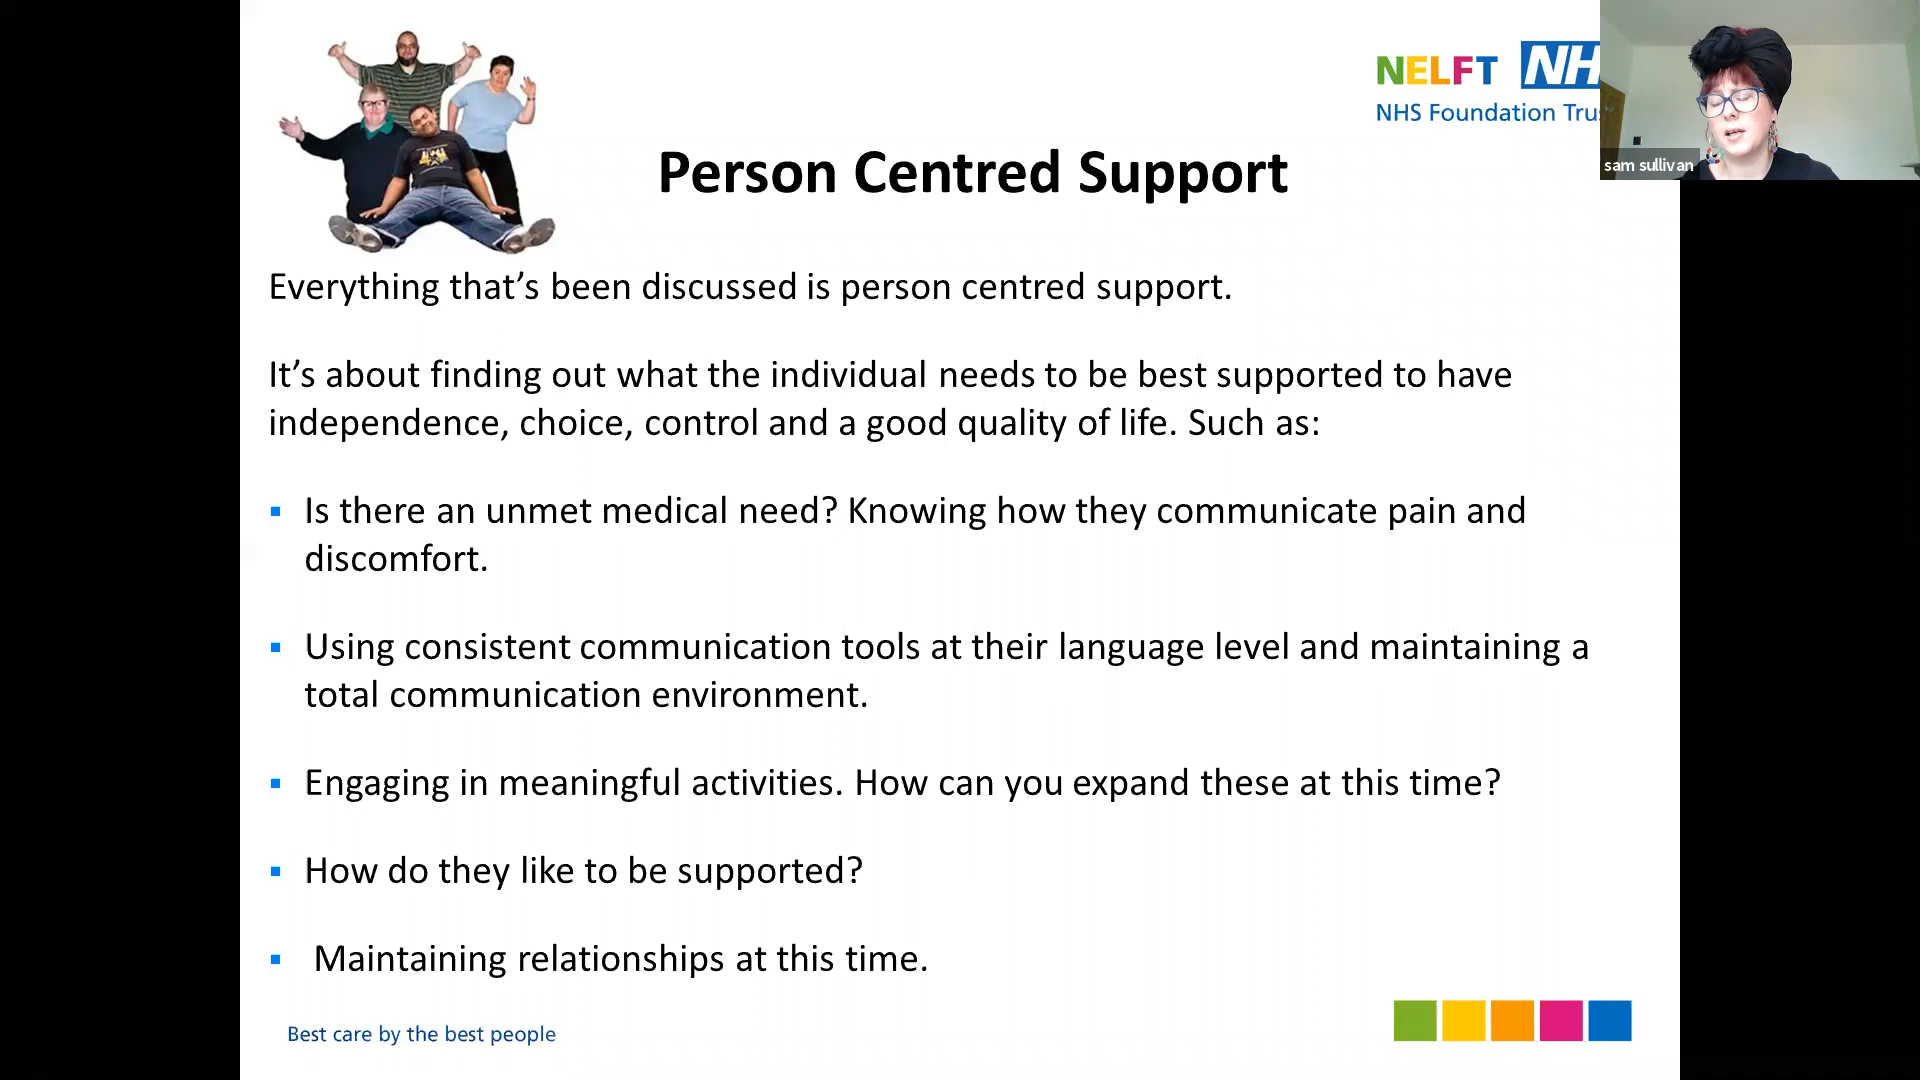 NELFT NH
NHS Foundation Tru
sam sullivan
Person Centred Support
Everything that’s been discussed is person centred support.
It’s about finding out what the individual needs to be best supported to have
independence, choice, control and a good quality of life. Such as:
▪ Is there an unmet medical need? Knowing how they communicate pain and
discomfort.
▪ Using consistent communication tools at their language level and maintaining a
total communication environment.
▪ Engaging in meaningful activities. How can you expand these at this time?
▪ How do they like to be supported?
▪ Maintaining relationships at this time.
Best care by the best people